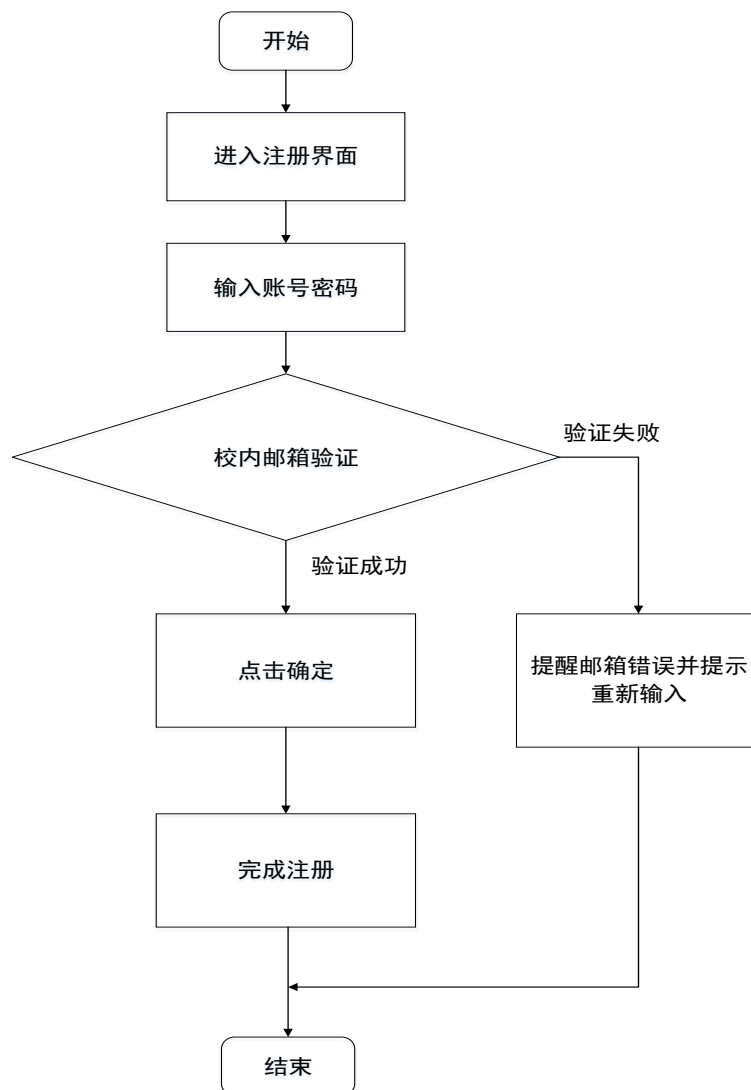 开始
进入注册界面
输入账号密码
校内邮箱验证
验证失败
验证成功
点击确定
提醒邮箱错误并提示
重新输入
完成注册
结束